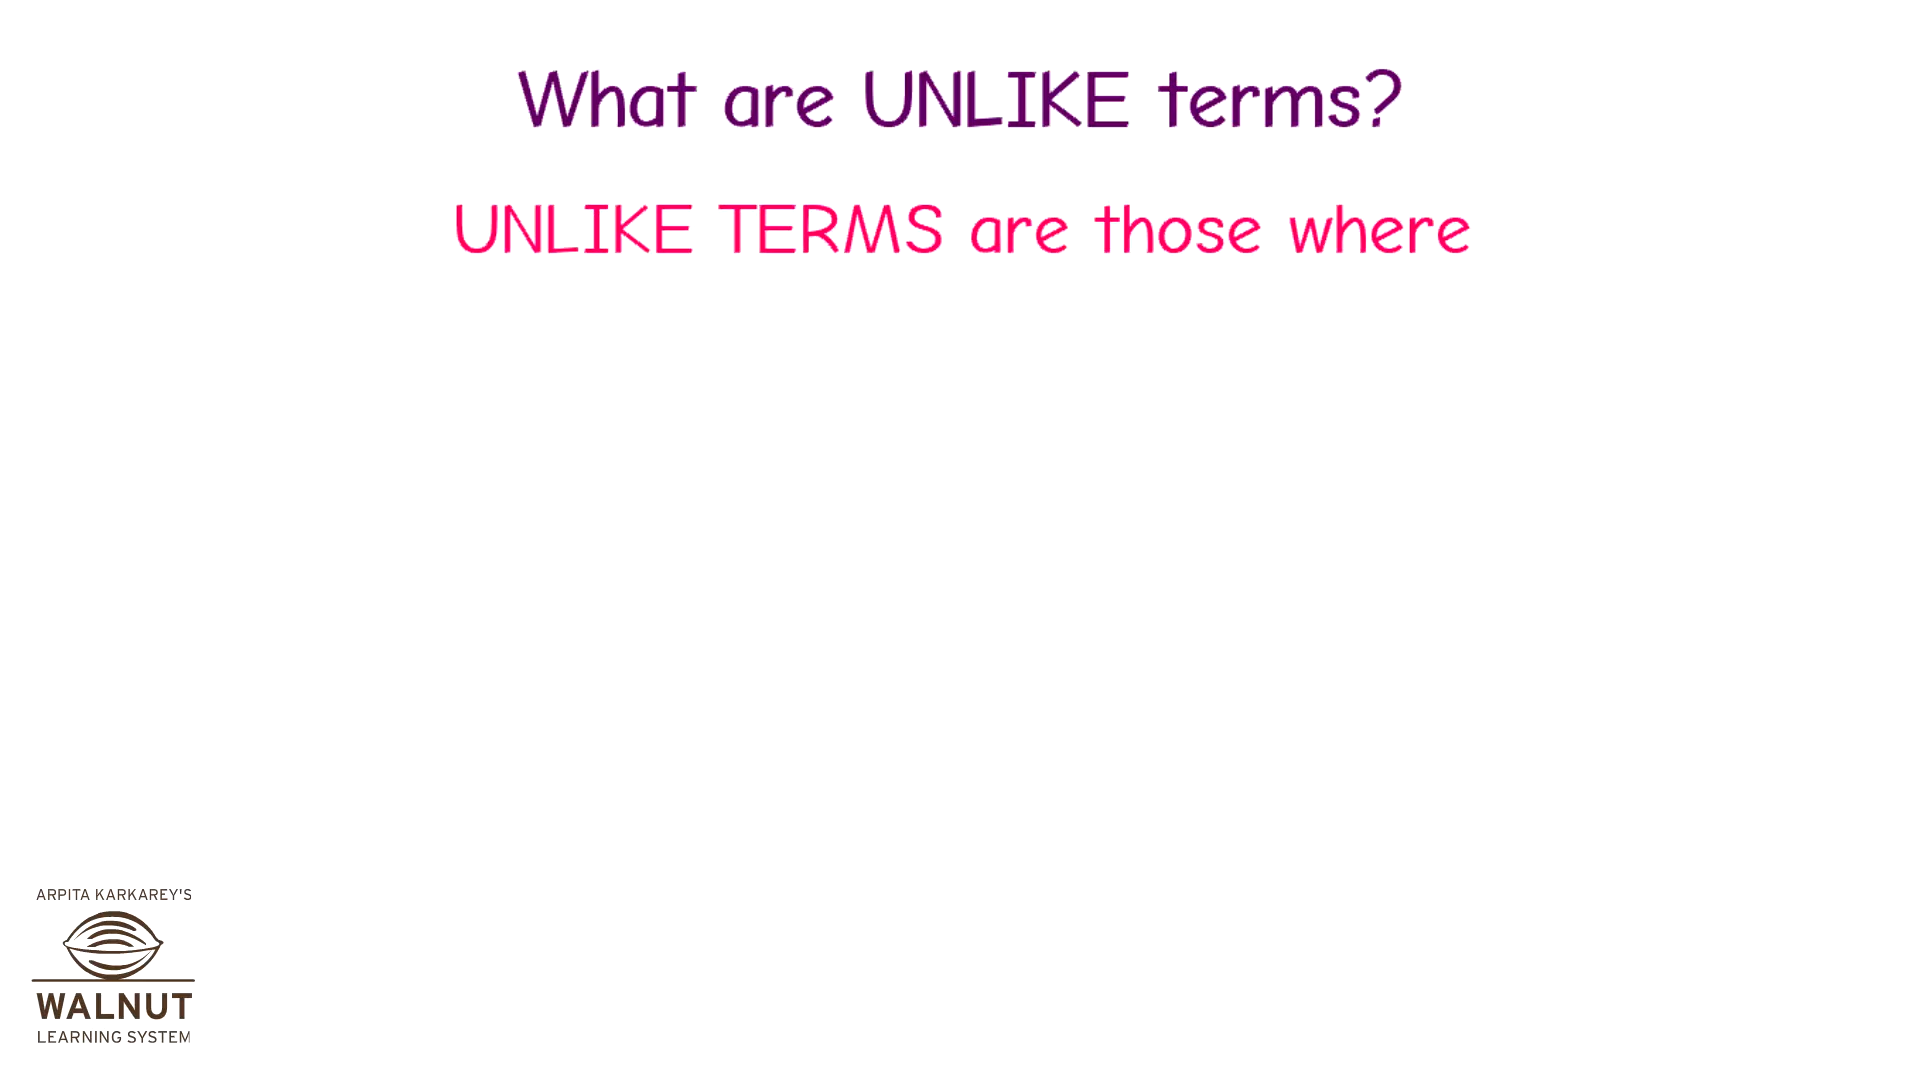 What are UNLIKE terms?
UNLIKE TERMS are those where
ARPITA KARKAREY'S
WALNUT
LEARNING SYSTEM